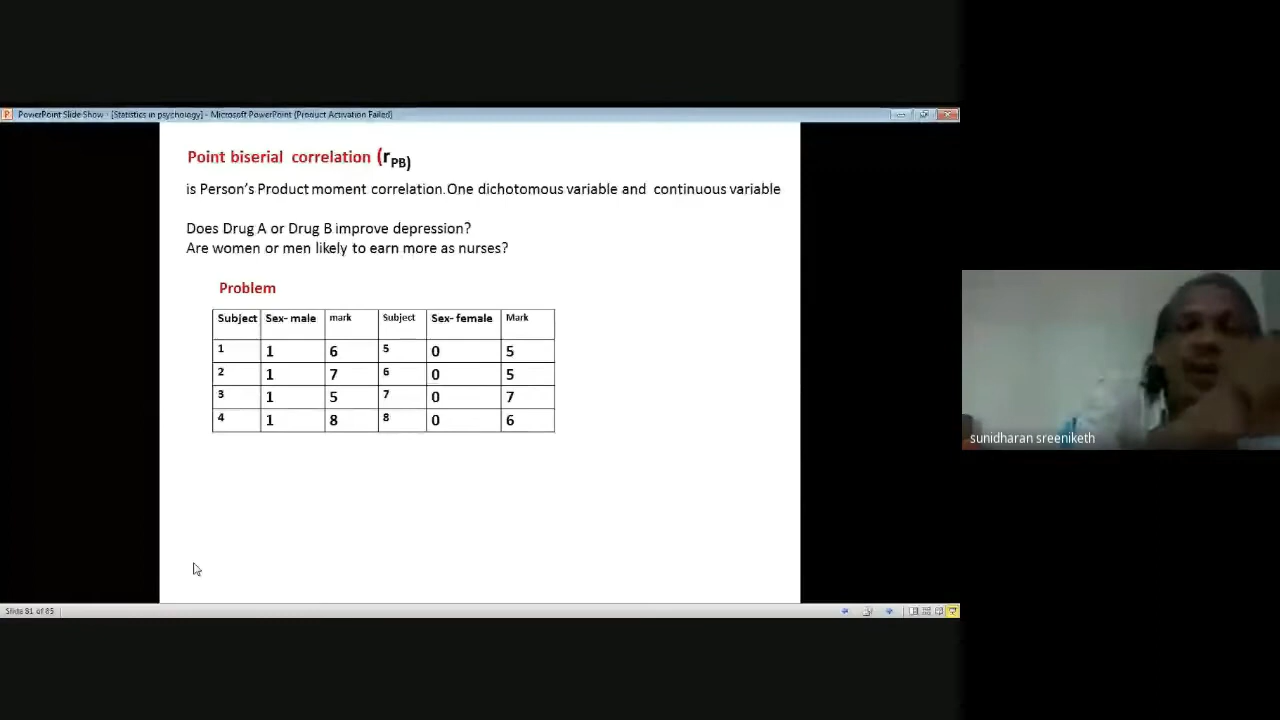 PowerPoint Slide Show - [Statistics in psychology] - Microsoft PowerPoint (Product Activation Failed)
Point biserial correlation (rPB)
is Person's Product moment correlation. One dichotomous variable and continuous variable
Does Drug A or Drug B improve depression?
Are women or men likely to earn more as nurses?
Problem
Subject Sex- male mark Subject Sex- female Mark
1 1 6 5 0 5
2 1 7 6 0 5
3 1 5 7 0 7
4 1 8 8 0 6
sunidharan sreeniketh
Slide 81 of 85